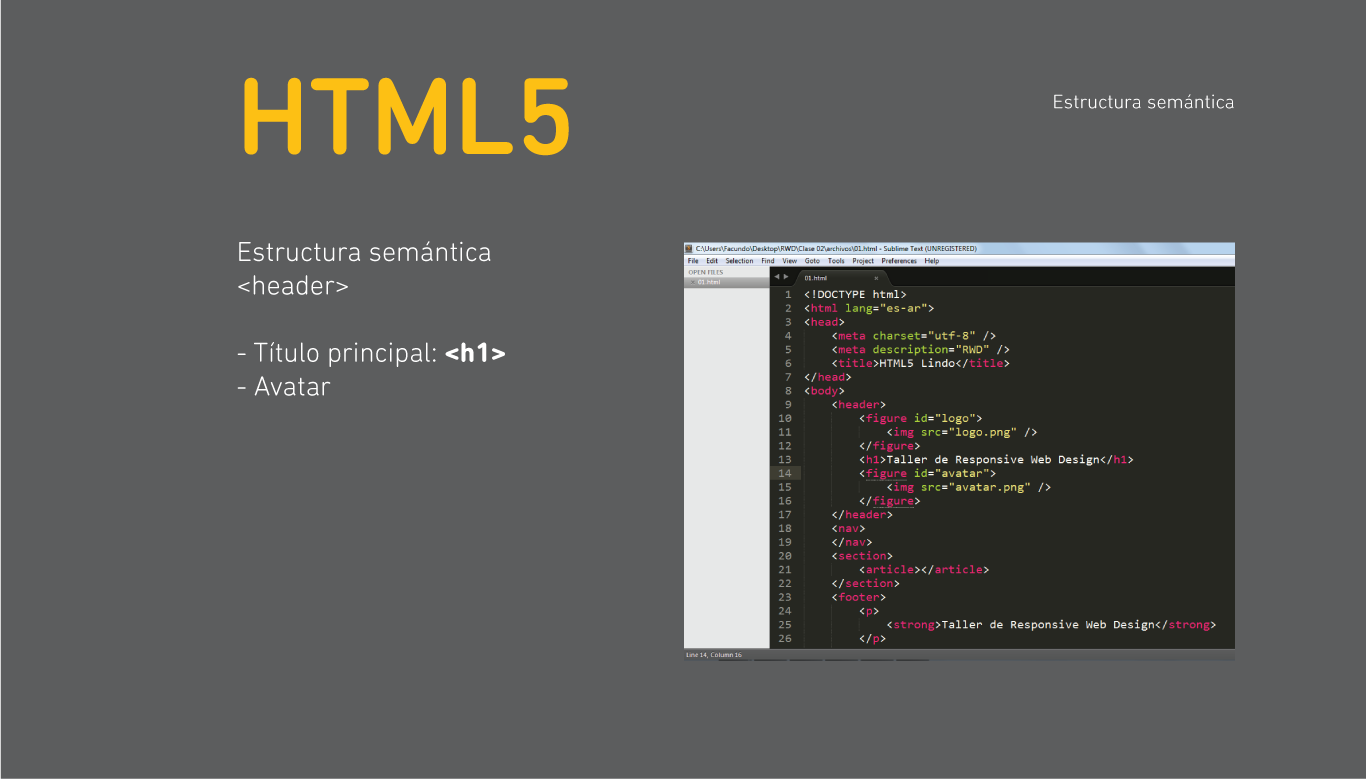 HTML5
Estructura semántica
Estructura semántica
<header>
- Título principal: <h1>
- Avatar
C:\Users\Facundo\Desktop\RWD\Clase 02\archivos\01.html - Sublime Text (UNREGISTERED)
File Edit Selection Find View Goto Tools Project Preferences Help
OPEN FILES
01.html
01.html
1 <!DOCTYPE html>
2 <html lang="es-ar">
3 <head>
4 <meta charset="utf-8" />
5 <meta description="RWD" />
6 <title>HTML5 Lindo</title>
7 </head>
8 <body>
9 <header>
10 <figure id="logo">
11 <img src="logo.png" />
12 </figure>
13 <h1>Taller de Responsive Web Design</h1>
14 <figure id="avatar">
15 <img src="avatar.png" />
16 </figure>
17 </header>
18 <nav>
19 </nav>
20 <section>
21 <article></article>
22 </section>
23 <footer>
24 <p>
25 <strong>Taller de Responsive Web Design</strong>
26 </p>
Line 14, Column 16